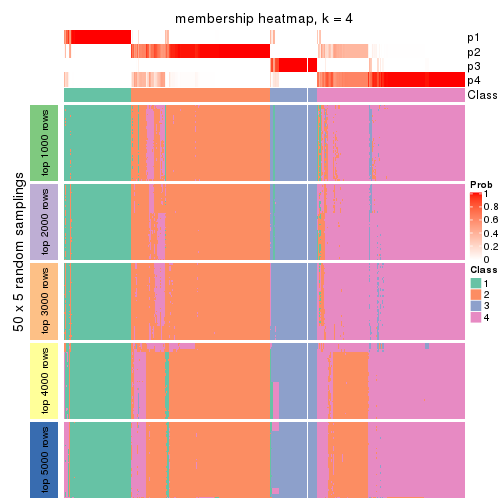 membership heatmap, k = 4
p1
p2
p3
p4
Class
50 x 5 random samplings
top 1000 rows
top 2000 rows
top 3000 rows
top 4000 rows
top 5000 rows
Prob
1
0.8
0.6
0.4
0.2
0
Class
1
2
3
4